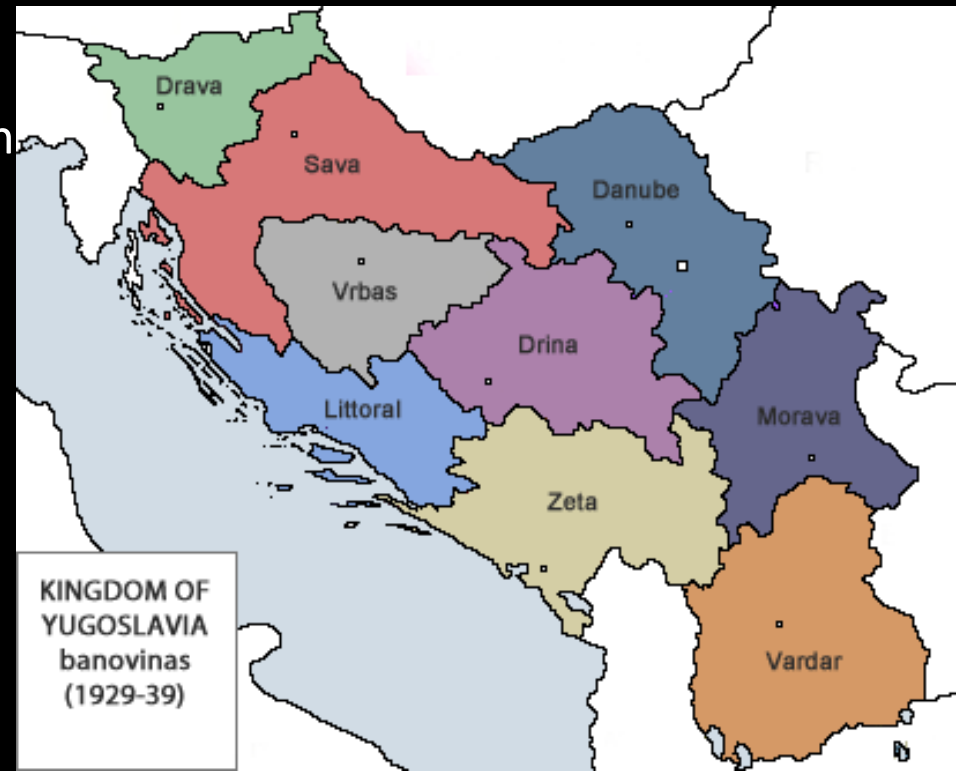 Drava
n
Sava
Danube
Vrbas
Drina
Littoral
Morava
Zeta
KINGDOM OF
YUGOSLAVIA
banovinas
(1929-39)
Vardar